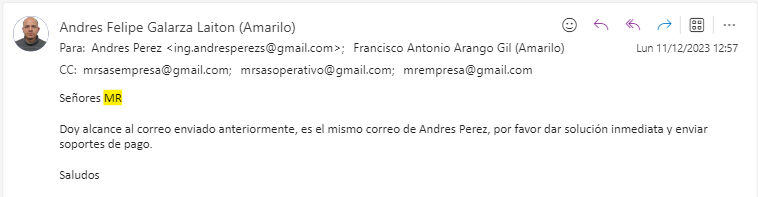 Andres Felipe Galarza Laiton (Amarilo)
Para: Andres Perez <ing.andresperezs@gmail.com>; Francisco Antonio Arango Gil (Amarilo)
Lun 11/12/2023 12:57
CC: mrsasempresa@gmail.com; mrsasoperativo@gmail.com; mrempresa@gmail.com
Señores MR
Doy alcance al correo enviado anteriormente, es el mismo correo de Andres Perez, por favor dar solución inmediata y enviar
soportes de pago.
Saludos